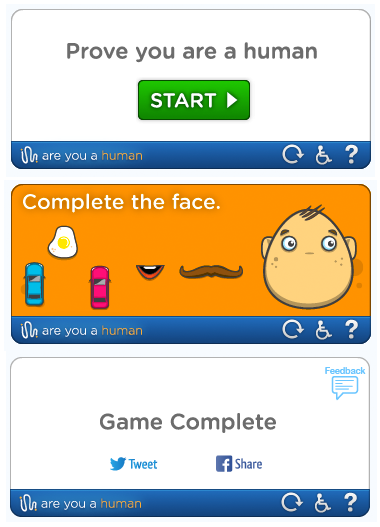 Prove you are a human
START
are you a human
?
Complete the face.
are you a human
?
Feedback
Game Complete
Tweet
Share
are you a human
?